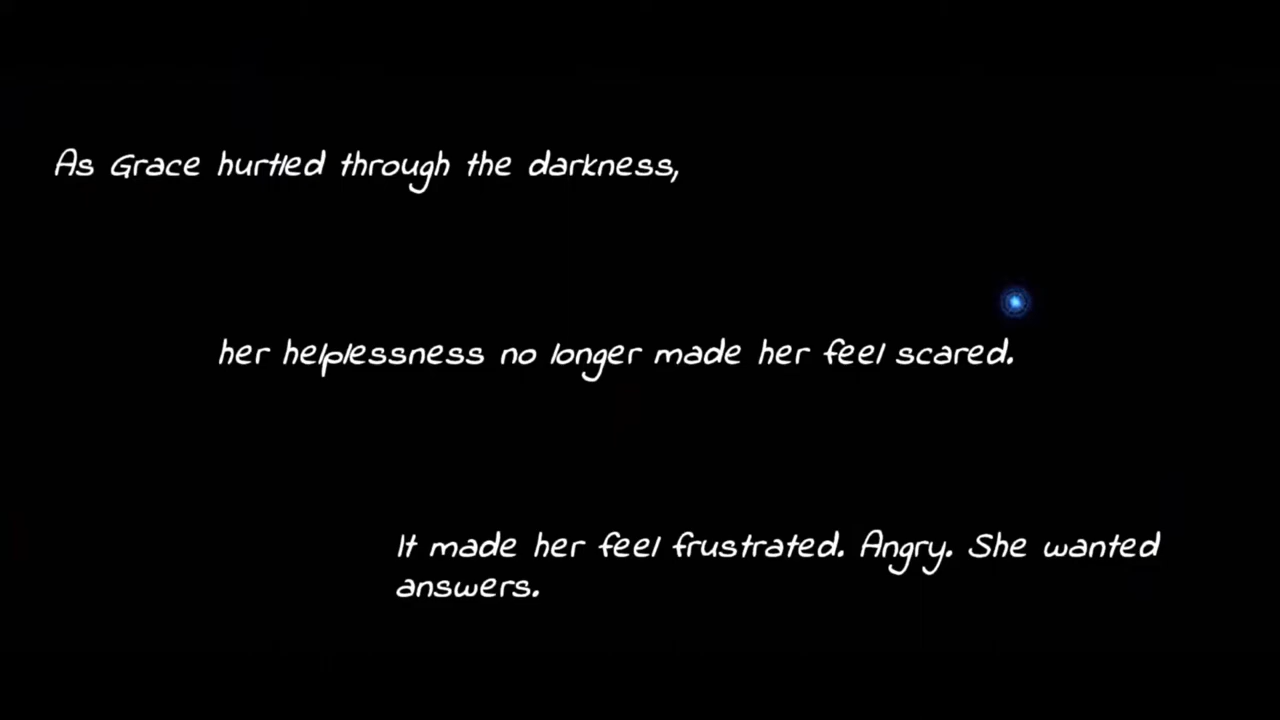 As Grace hurtled through the darkness,
her helplessness no longer made her feel scared.
It made her feel frustrated. Angry. She wanted
answers.